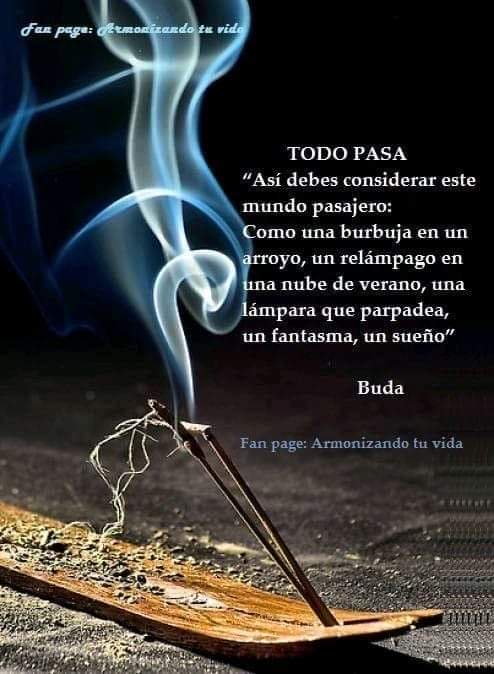 Fan page: Armonizando tu vida
TODO PASA
“Así debes considerar este
mundo pasajero:
Como una burbuja en un
arroyo, un relámpago en
una nube de verano, una
lámpara que parpadea,
un fantasma, un sueño”
Buda
Fan page: Armonizando tu vida